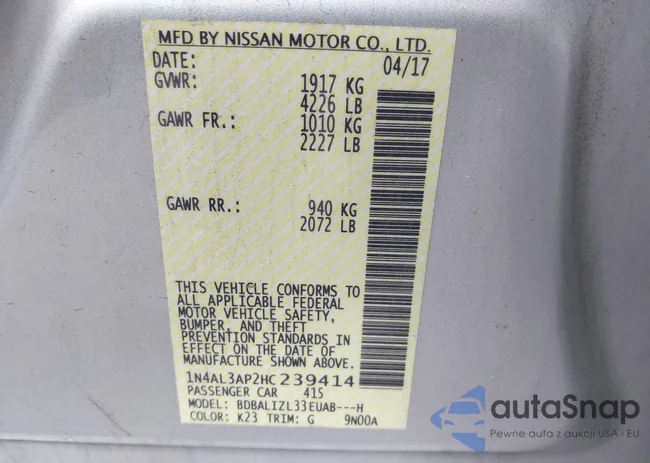 MFD BY NISSAN MOTOR CO., LTD.
DATE: 04/17
GVWR: 1917 KG
4226 LB
GAWR FR.: 1010 KG
2227 LB
GAWR RR.: 940 KG
2072 LB
THIS VEHICLE CONFORMS TO
ALL APPLICABLE FEDERAL
MOTOR VEHICLE SAFETY,
BUMPER, AND THEFT
PREVENTION STANDARDS IN
EFFECT ON THE DATE OF
MANUFACTURE SHOWN ABOVE.
1N4AL3AP2HC239414
PASSENGER CAR 415
MODEL: BDBALIZL33EUAB---H
COLOR: K23 TRIM: G 9N00A
autoSnap
Pewne auta z aukcji USA i EU